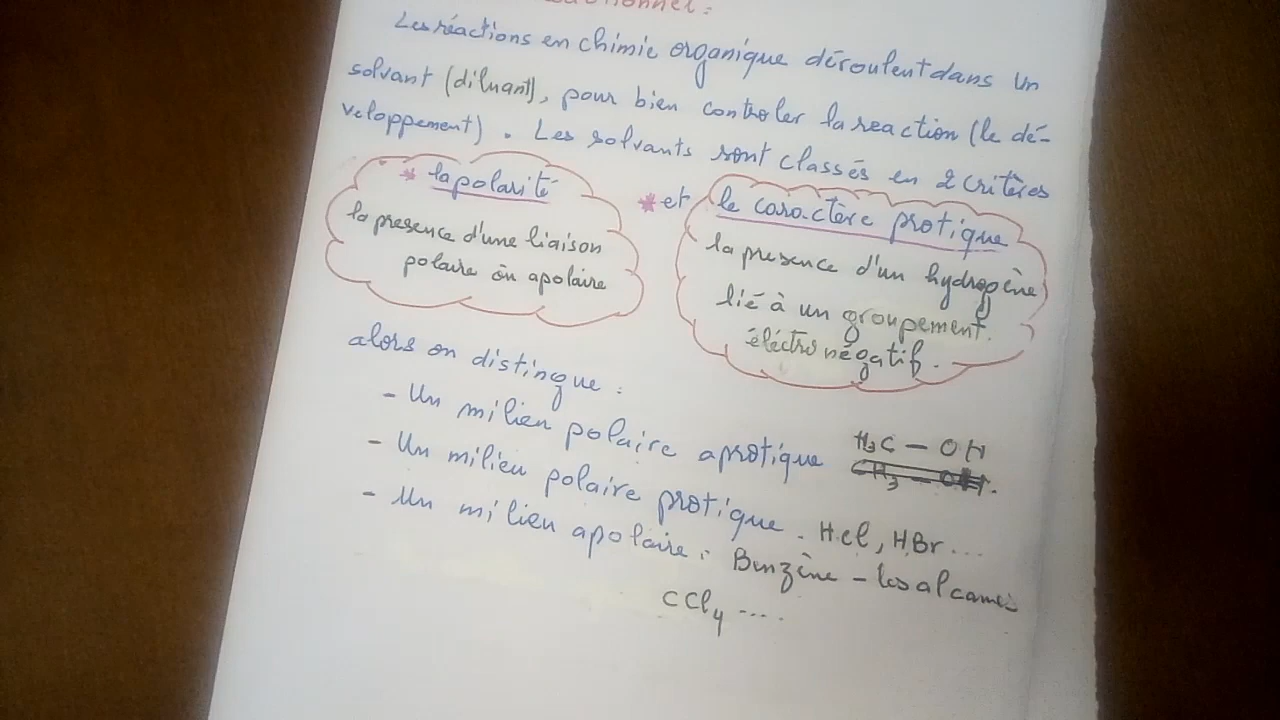 Les réactions en chimie organique déroulent dans un
solvant (diluant), pour bien controler la reaction (le dé-
veloppement). Les solvants sont classés en 2 critères
* la polarité
la presence d'une liaison
polaire ou apolaire
* et le caractère protique
la presence d'un hydrogène
lié à un groupement
électronégatif.
alors on distingue :
- Un milieu polaire aprotique H3C - OH
- Un milieu polaire protique. HCl, HBr...
- Un milieu apolaire : Benzène - les alcanes
CCl4 ....